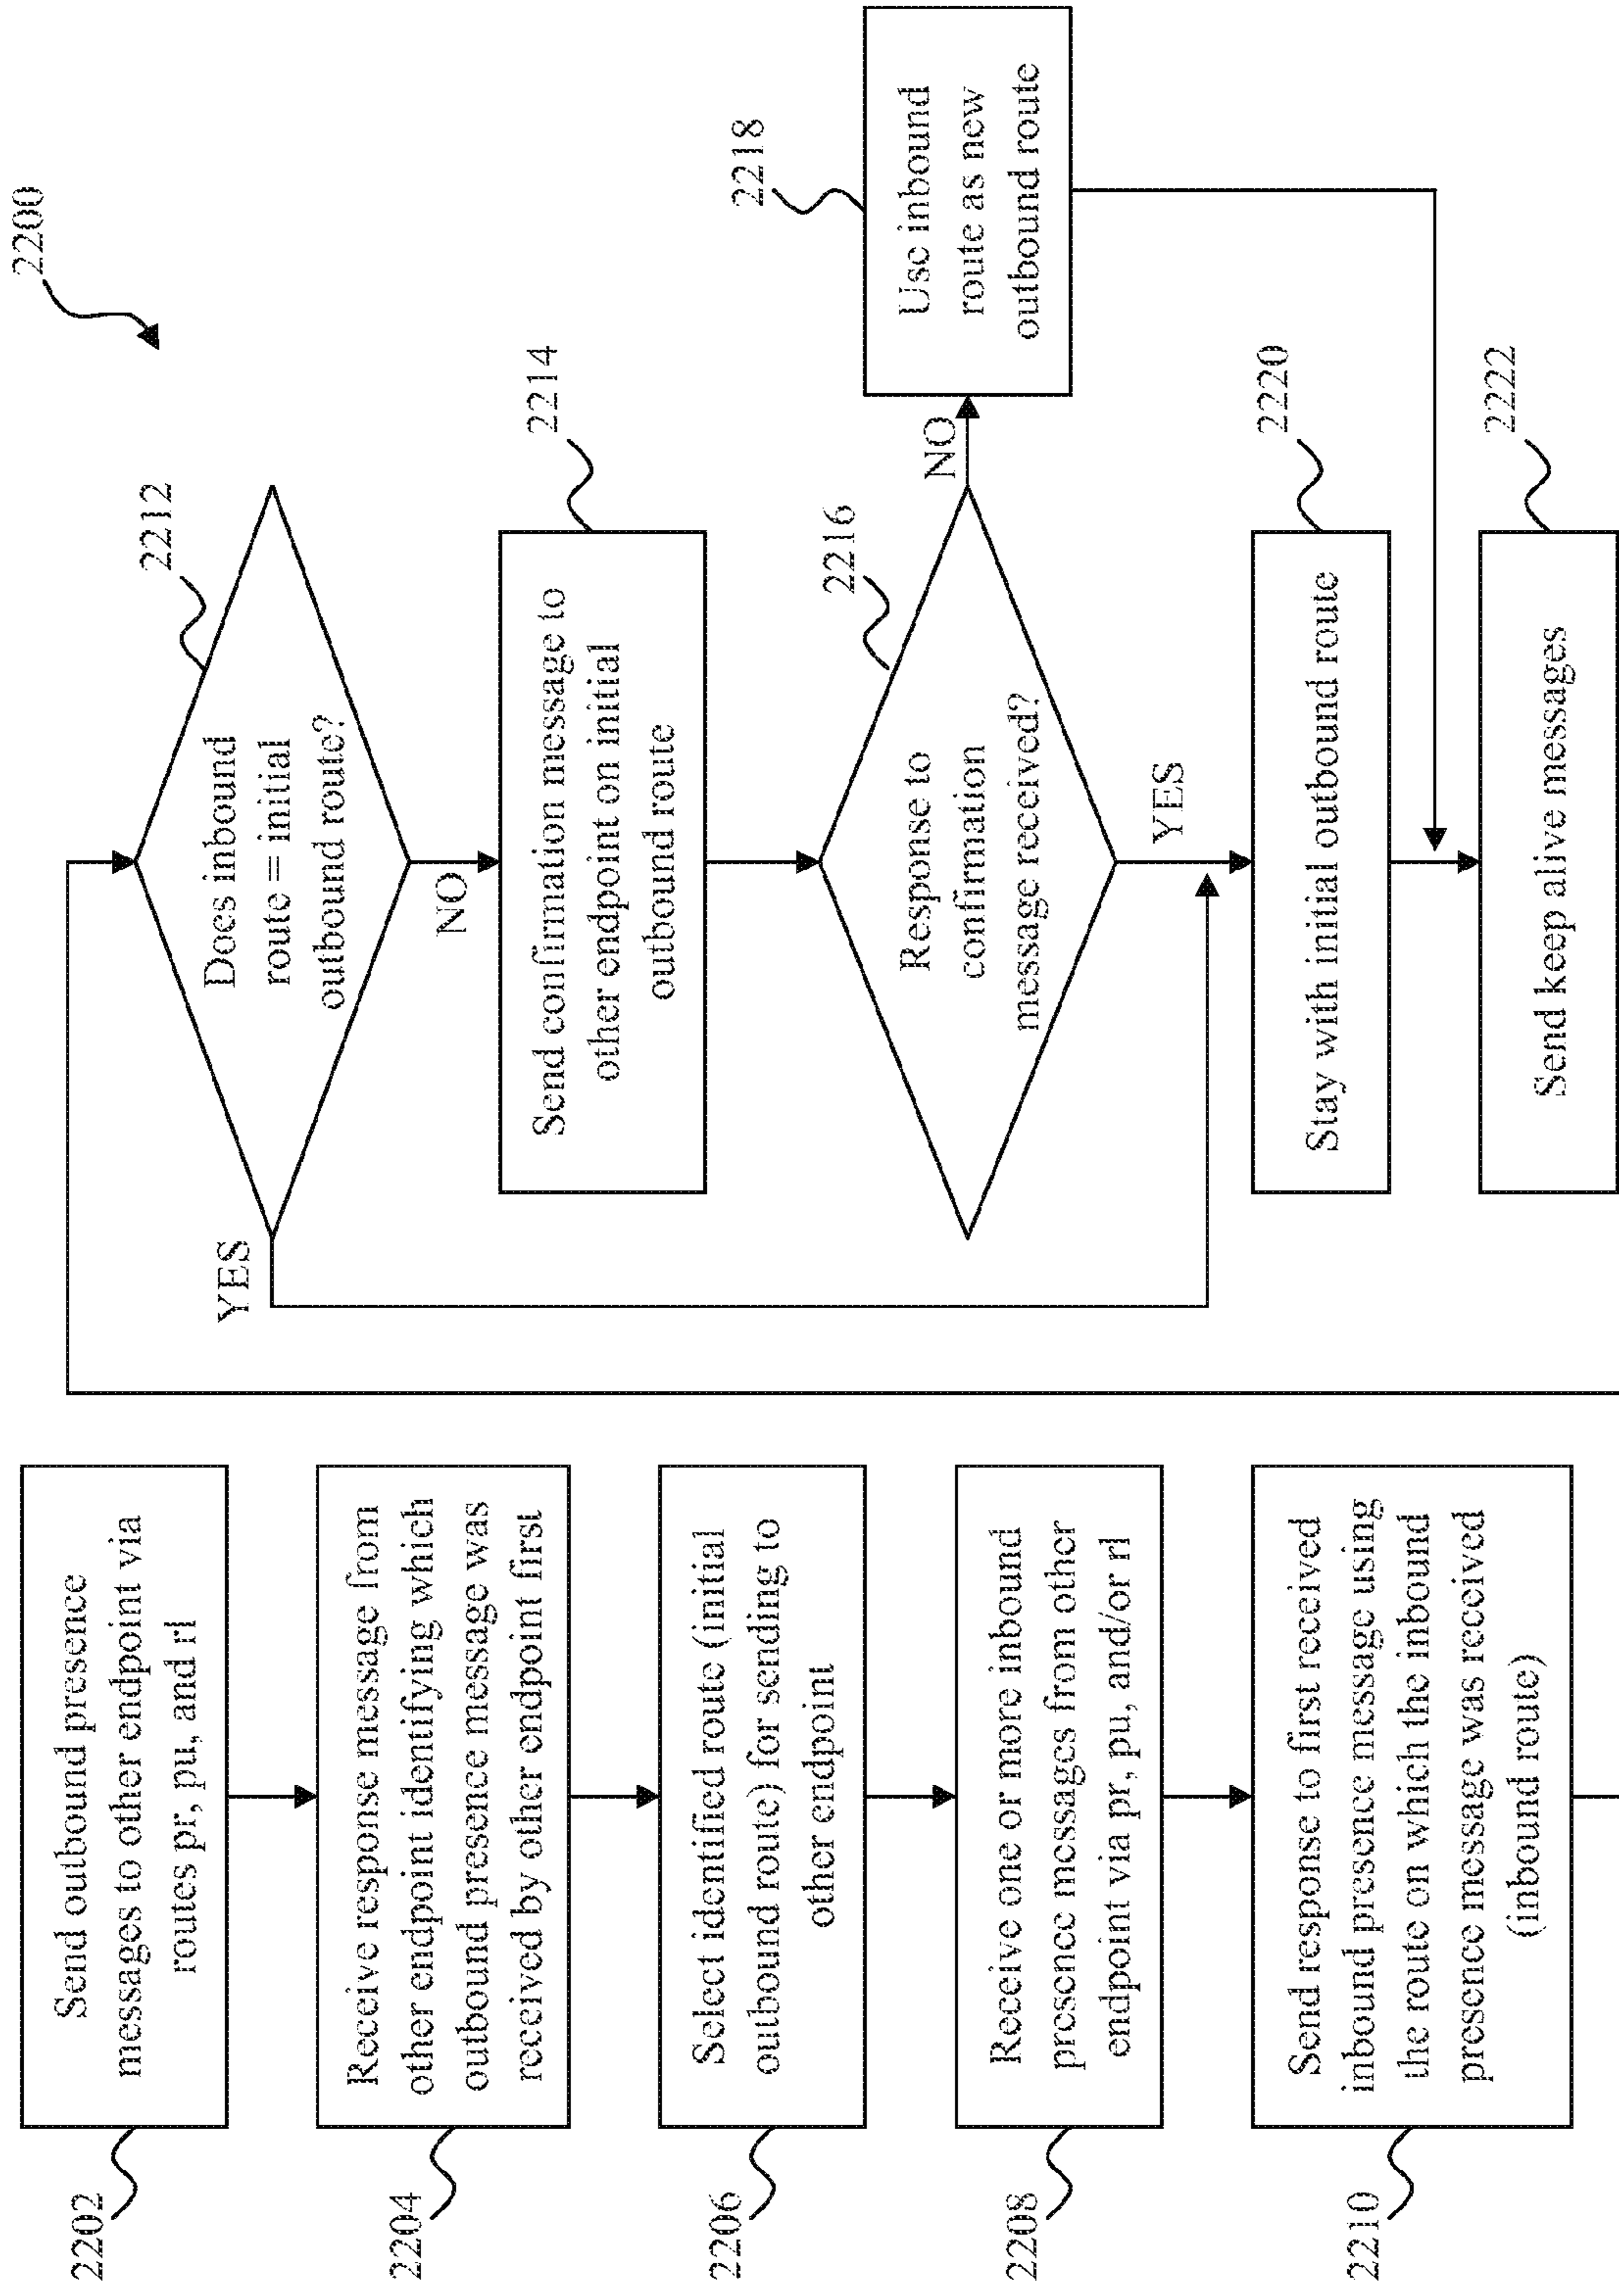 2200
2202
Send outbound presence
messages to other endpoint via
routes pr, pu, and rl
2204
Receive response message from
other endpoint identifying which
outbound presence message was
received by other endpoint first
2206
Select identified route (initial
outbound route) for sending to
other endpoint
2208
Receive one or more inbound
presence messages from other
endpoint via pr, pu, and/or rl
2210
Send response to first received
inbound presence message using
the route on which the inbound
presence message was received
(inbound route)
2212
Does inbound
route = initial
outbound route?
YES
NO
2214
Send confirmation message to
other endpoint on initial
outbound route
2216
Response to
confirmation
message received?
NO
YES
2218
Use inbound
route as new
outbound route
2220
Stay with initial outbound route
2222
Send keep alive messages